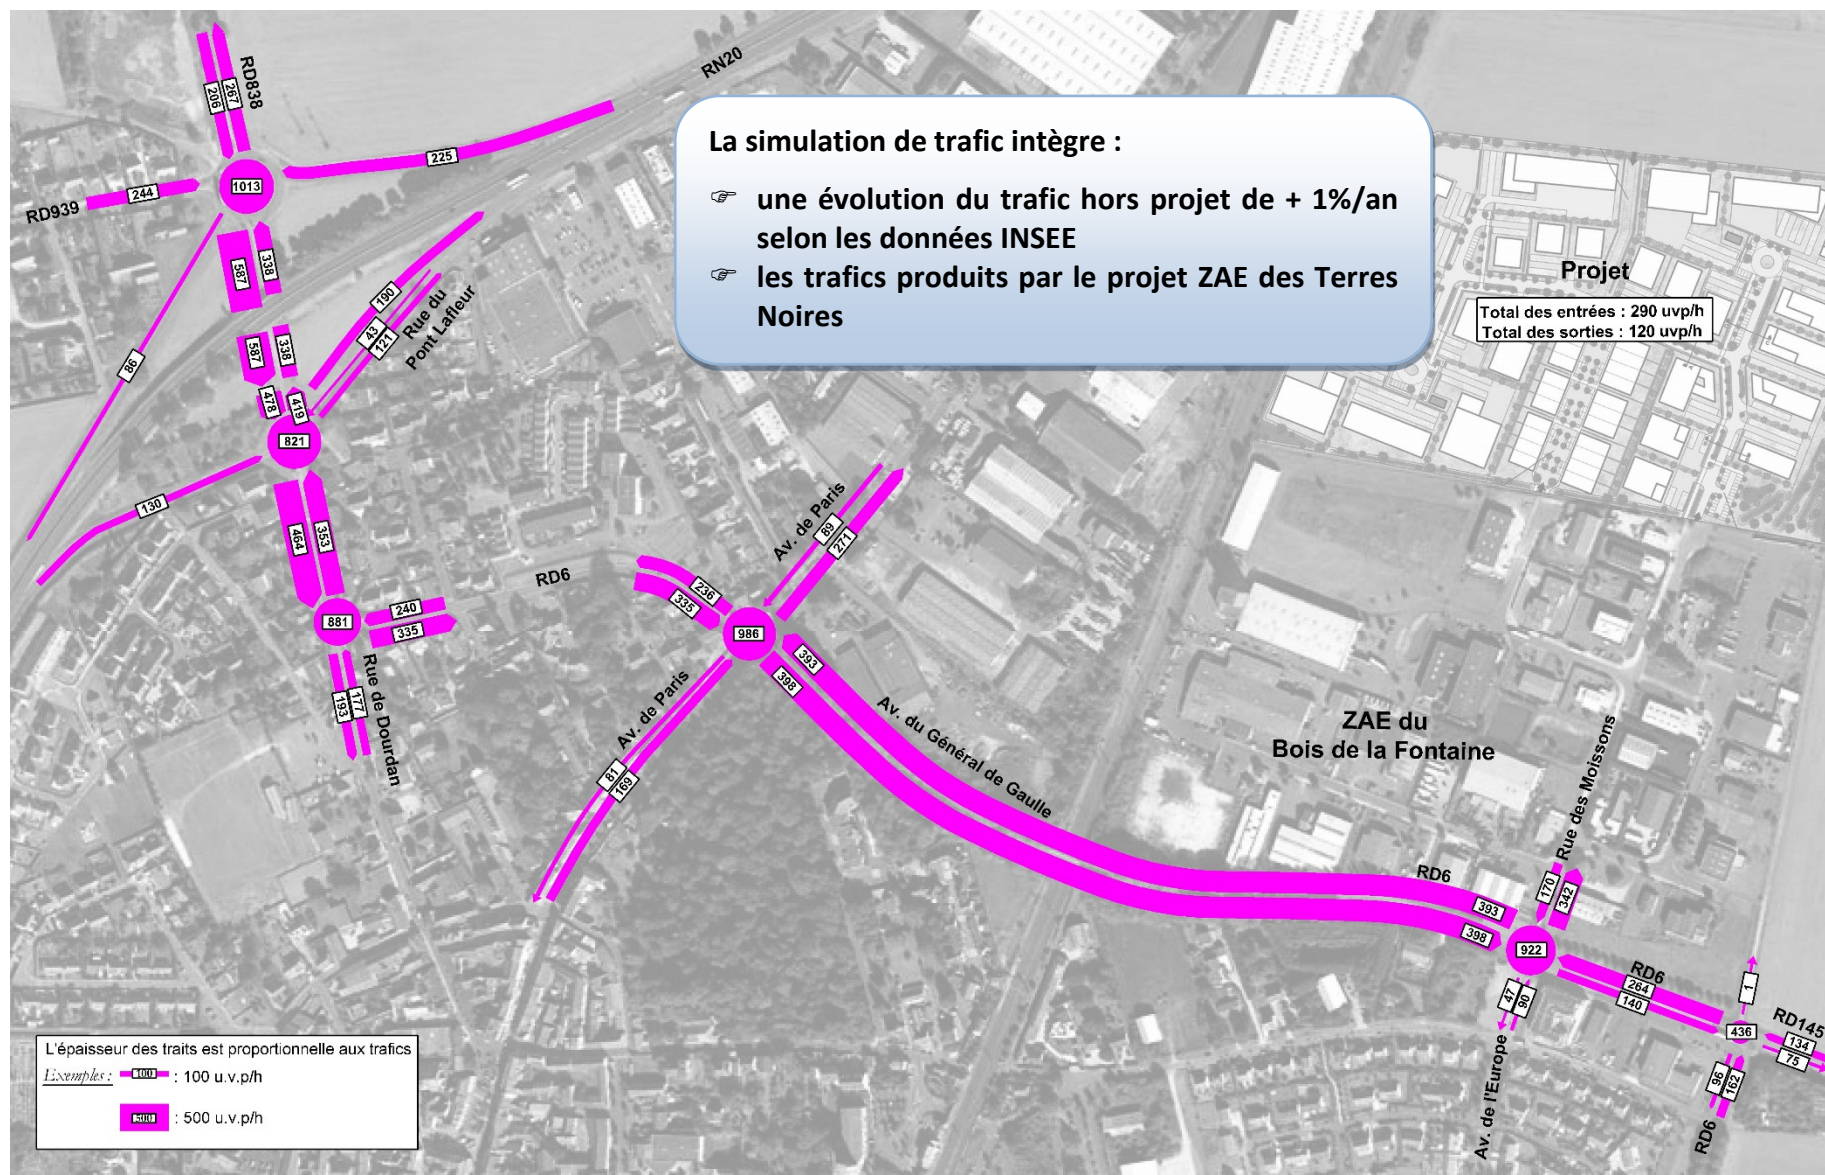 RD838
206
267
RN20
225
1013
244
RD939
587
338
86
587
338
478
419
190
43
121
Rue du
Pont Lafleur
821
130
464
353
881
240
335
193
177
Rue de Dourdan
RD6
236
335
986
Av. de Paris
89
271
393
398
Av. de Paris
81
169
Av. du Général de Gaulle
La simulation de trafic intègre :
☞ une évolution du trafic hors projet de + 1%/an
selon les données INSEE
☞ les trafics produits par le projet ZAE des Terres
Noires
Projet
Total des entrées : 290 uvp/h
Total des sorties : 120 uvp/h
ZAE du
Bois de la Fontaine
Rue des Moissons
RD6
393
398
170
342
922
47
90
Av. de l'Europe
RD6
264
140
1
436
RD145
134
75
96
162
RD6
L'épaisseur des traits est proportionnelle aux trafics
Exemples :
100 : 100 u.v.p/h
500 : 500 u.v.p/h